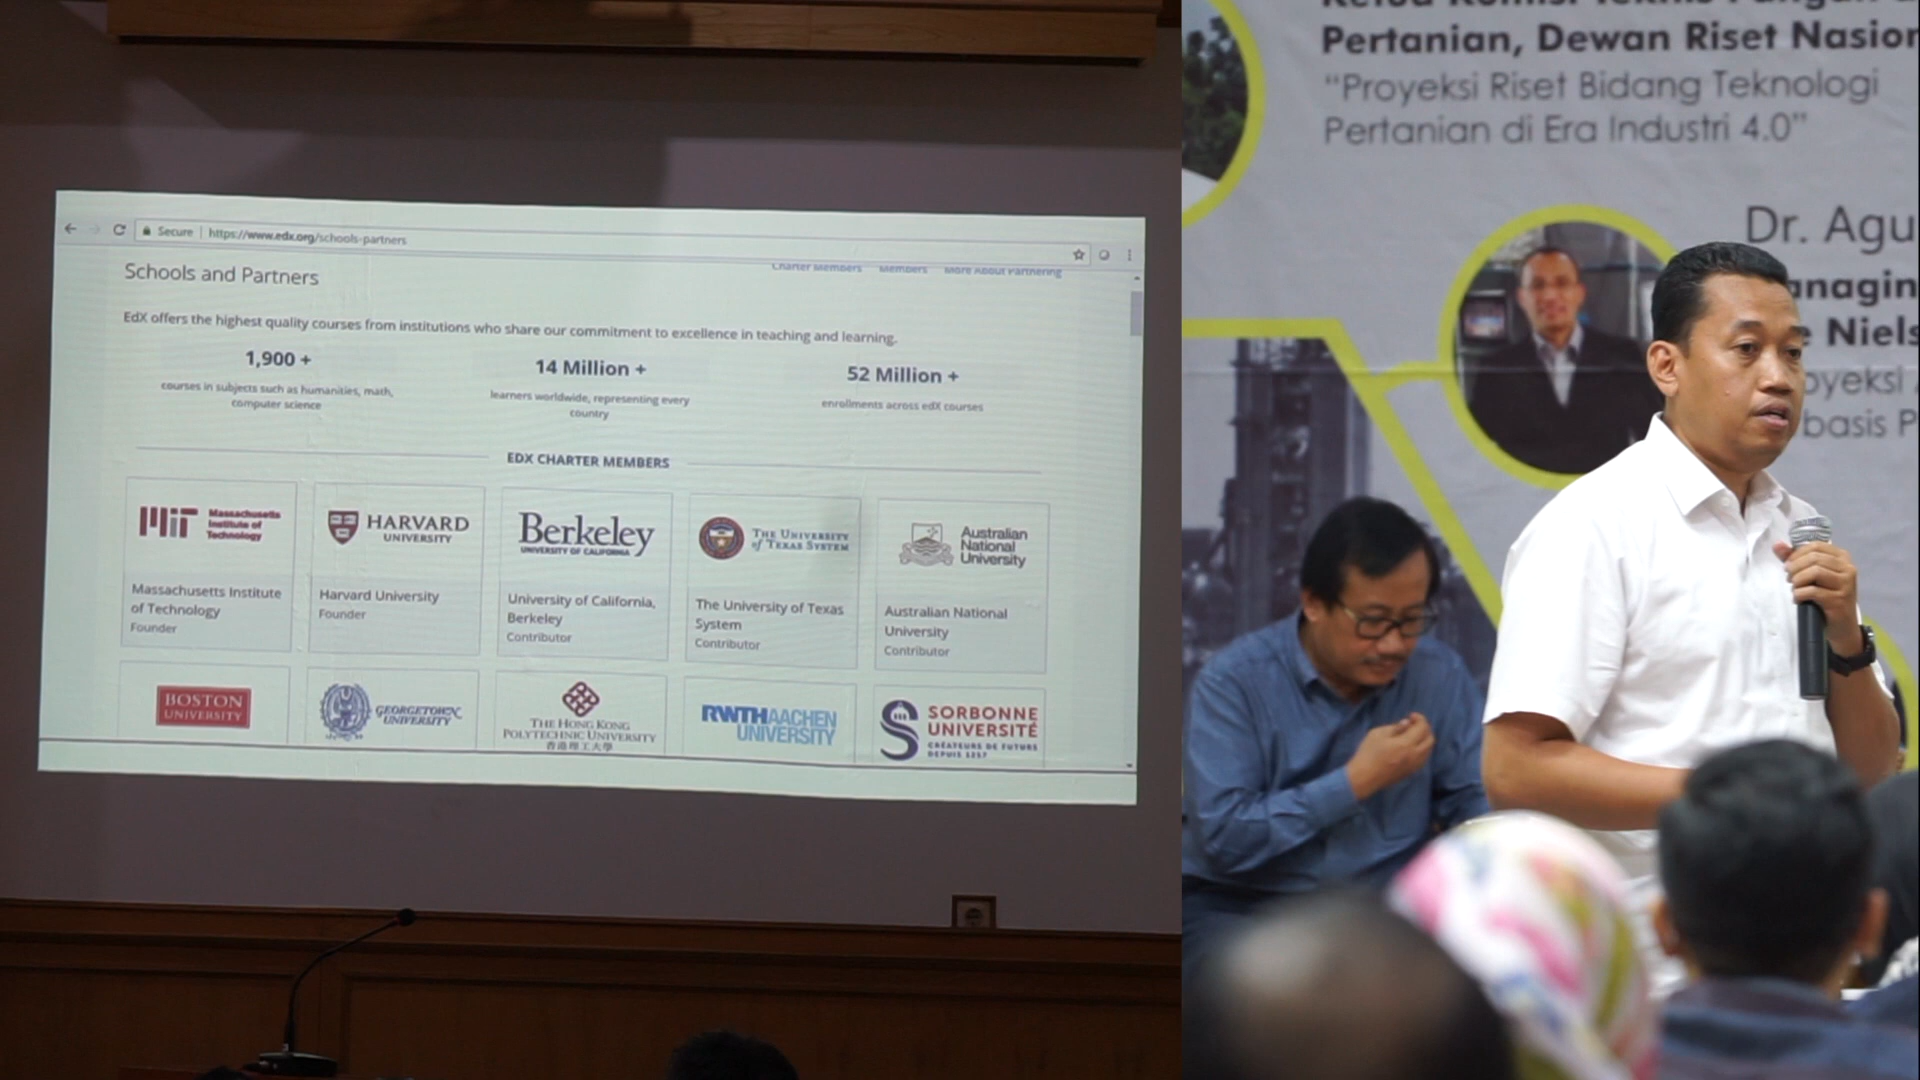 Secure | https://www.edx.org/schools-partners
Schools and Partners
Charter Members Members More About Partnering
EdX offers the highest quality courses from institutions who share our commitment to excellence in teaching and learning.
1,900 +
courses in subjects such as humanities, math,
computer science
14 Million +
learners worldwide, representing every
country
52 Million +
enrollments across edX courses
EDX CHARTER MEMBERS
Massachusetts
Institute of
Technology
Massachusetts Institute
of Technology
Founder
HARVARD
UNIVERSITY
Harvard University
Founder
Berkeley
UNIVERSITY OF CALIFORNIA
University of California,
Berkeley
Contributor
THE UNIVERSITY
of TEXAS SYSTEM
The University of Texas
System
Contributor
Australian
National
University
Australian National
University
Contributor
BOSTON
UNIVERSITY
GEORGETOWN
UNIVERSITY
THE HONG KONG
POLYTECHNIC UNIVERSITY
香港理工大學
RWTHAACHEN
UNIVERSITY
SORBONNE
UNIVERSITÉ
CRÉATEURS DE FUTURS
DEPUIS 1257
Pertanian, Dewan Riset Nasion
“Proyeksi Riset Bidang Teknologi
Pertanian di Era Industri 4.0”
Dr. Agu
anagin
e Niels
oyeksi
basis P